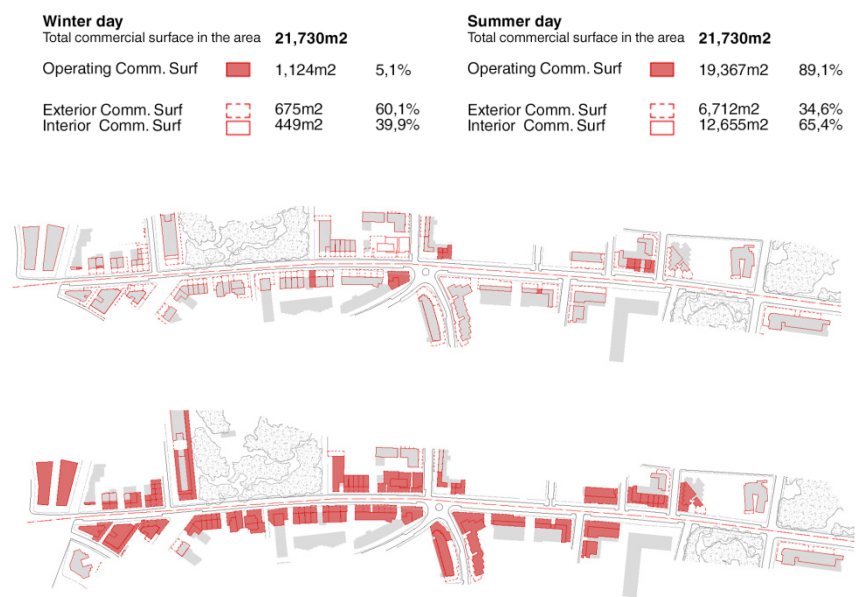 Winter day
Total commercial surface in the area 21,730m2
Operating Comm. Surf 1,124m2 5,1%
Exterior Comm. Surf 675m2 60,1%
Interior Comm. Surf 449m2 39,9%
Summer day
Total commercial surface in the area 21,730m2
Operating Comm. Surf 19,367m2 89,1%
Exterior Comm. Surf 6,712m2 34,6%
Interior Comm. Surf 12,655m2 65,4%